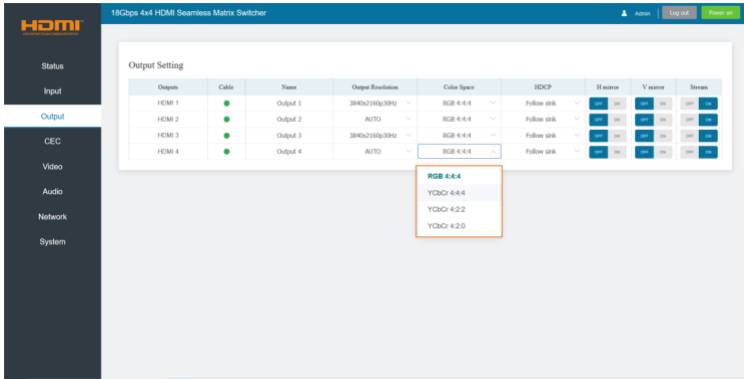 18Gbps 4x4 HDMI Seamless Matrix Switcher Admin Log out Power on
HDMI
Status
Input
Output
CEC
Video
Audio
Network
System
Output Setting
Outputs Cable Name Output Resolution Color Space HDCP H mirror V mirror Stream
HDMI 1 Output 1 3840x2160p30Hz RGB 4:4:4 Follow sink OFF ON OFF ON OFF ON
HDMI 2 Output 2 AUTO RGB 4:4:4 Follow sink OFF ON OFF ON OFF ON
HDMI 3 Output 3 3840x2160p30Hz RGB 4:4:4 Follow sink OFF ON OFF ON OFF ON
HDMI 4 Output 4 AUTO RGB 4:4:4 Follow sink OFF ON OFF ON OFF ON
RGB 4:4:4
YCbCr 4:4:4
YCbCr 4:2:2
YCbCr 4:2:0